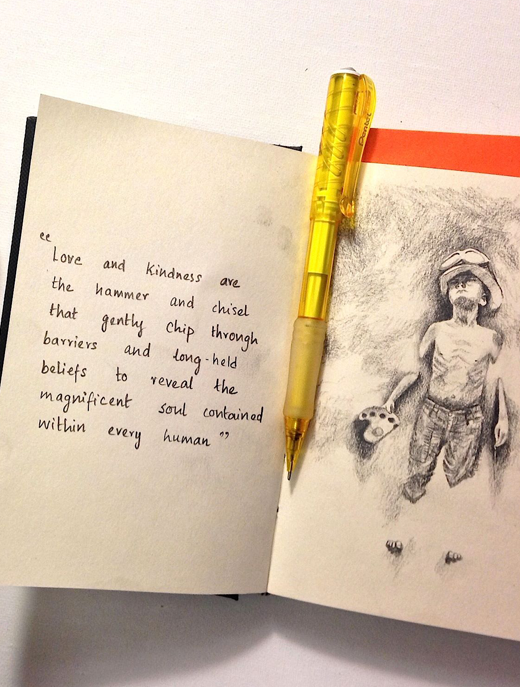 “
Love and kindness are
the hammer and chisel
that gently chip through
barriers and long-held
beliefs to reveal the
magnificent soul contained
within every human ”
Pentel